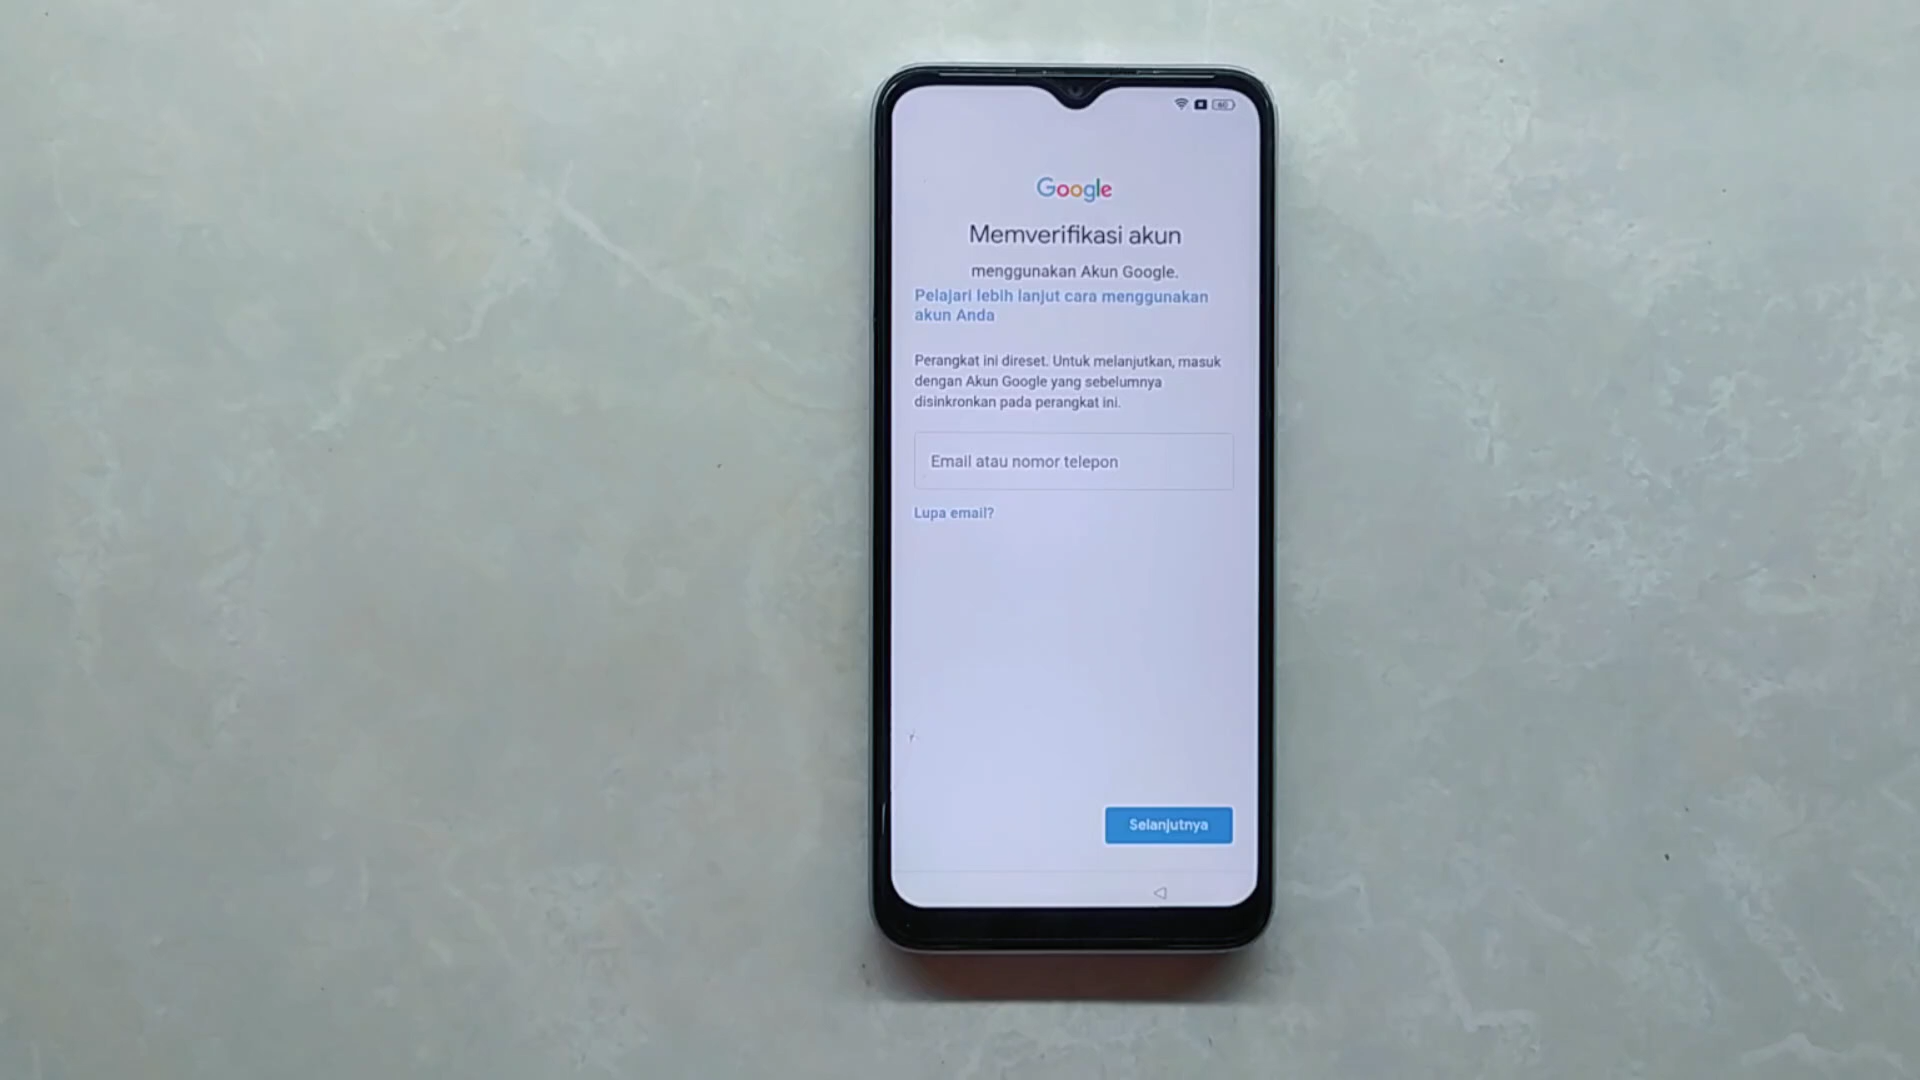 60
Google
Memverifikasi akun
menggunakan Akun Google.
Pelajari lebih lanjut cara menggunakan
akun Anda
Perangkat ini direset. Untuk melanjutkan, masuk
dengan Akun Google yang sebelumnya
disinkronkan pada perangkat ini.
Email atau nomor telepon
Lupa email?
Selanjutnya